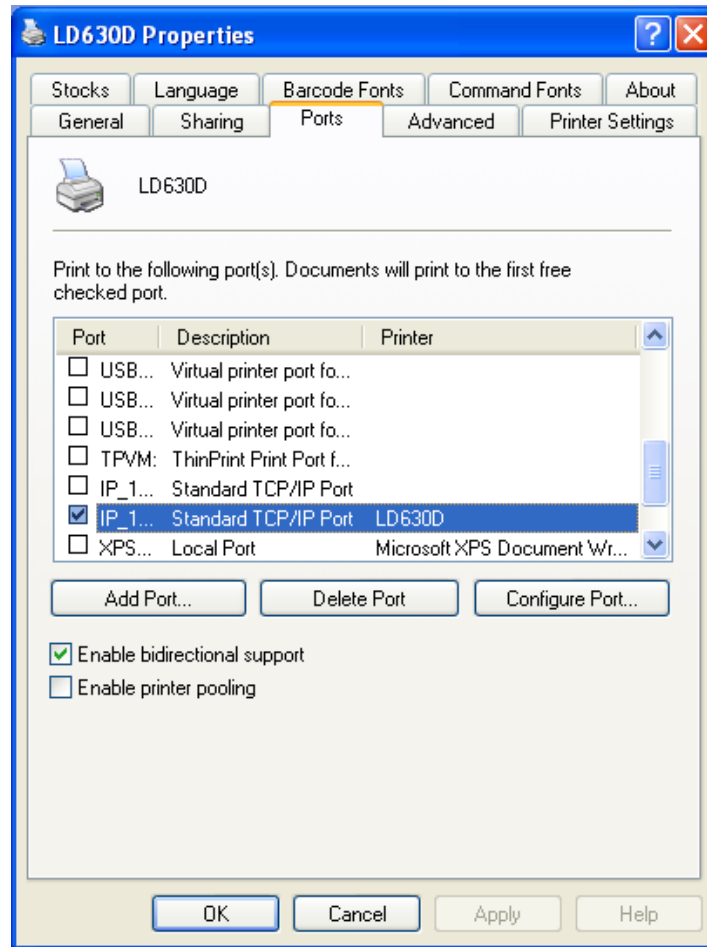 LD630D Properties
Stocks Language Barcode Fonts Command Fonts About
General Sharing Ports Advanced Printer Settings
LD630D
Print to the following port(s). Documents will print to the first free
checked port.
Port Description Printer
USB... Virtual printer port fo...
USB... Virtual printer port fo...
USB... Virtual printer port fo...
TPVM: ThinPrint Print Port f...
IP_1... Standard TCP/IP Port
IP_1... Standard TCP/IP Port LD630D
XPS... Local Port Microsoft XPS Document Wr...
Add Port... Delete Port Configure Port...
Enable bidirectional support
Enable printer pooling
OK Cancel Apply Help